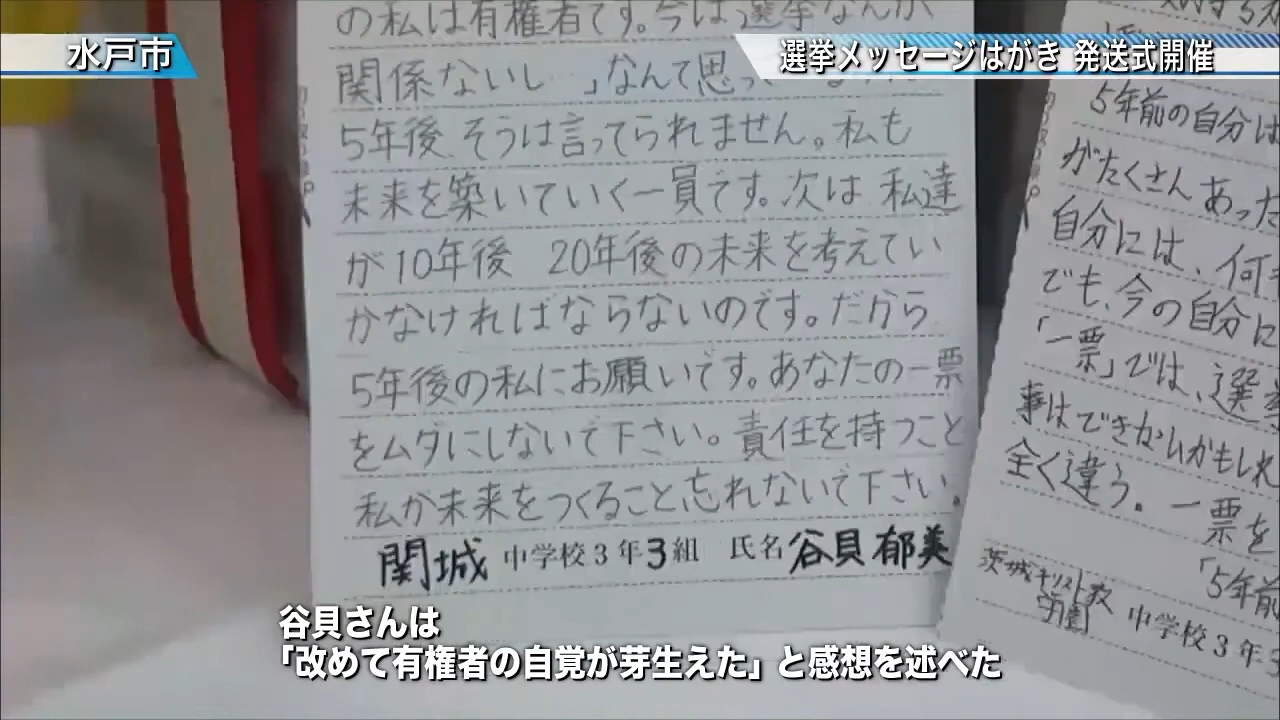 水戸市
選挙メッセージはがき 発送式開催
の私は有権者です。今は選挙なんか
関係ないし 」なんて思っ
5年後 そうは言ってられません。私も
未来を築いていく一員です。次は 私達
が10年後 20年後の未来を考えてい
かなければならないのです。だから
5年後の私にお願いです。あなたの一票
をムダにしないで下さい。責任を持つこと
私が未来をつくること忘れないで下さい。
関城 中学校3年3組 氏名 谷貝郁美
5年前の自分は
がたくさん あった
自分には、何
でも、今の自分に
「一票」では、選
事はできないかもしれ
全く違う。一票を
「5年前
茨城キリスト教学園 中学校3年3
谷貝さんは
「改めて有権者の自覚が芽生えた」と感想を述べた